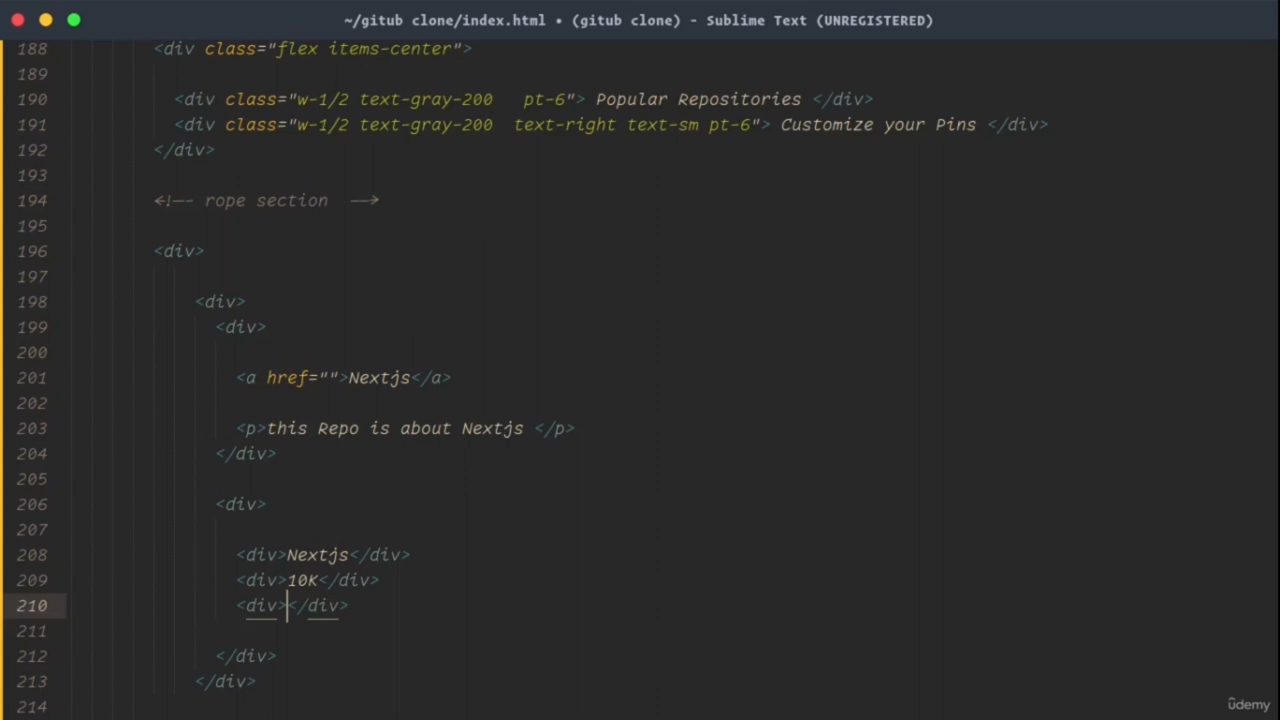 ~/gitub clone/index.html • (gitub clone) - Sublime Text (UNREGISTERED)
188 <div class="flex items-center">
189
190 <div class="w-1/2 text-gray-200   pt-6"> Popular Repositories </div>
191 <div class="w-1/2 text-gray-200  text-right text-sm pt-6"> Customize your Pins </div>
192 </div>
193
194 <!-- rope section  -->
195
196 <div>
197
198 <div>
199 <div>
200
201 <a href="">Nextjs</a>
202
203 <p>this Repo is about Nextjs </p>
204 </div>
205
206 <div>
207
208 <div>Nextjs</div>
209 <div>10K</div>
210 <div></div>
211
212 </div>
213 </div>
214
ûdemy